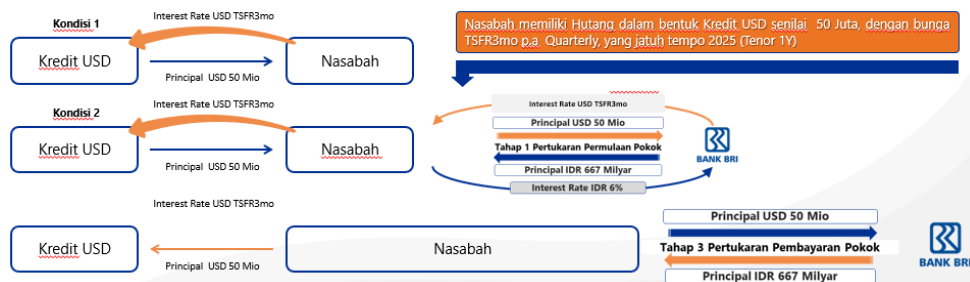 Kondisi 1
Interest Rate USD TSFR3mo
Kredit USD
Nasabah
Principal USD 50 Mio
Nasabah memiliki Hutang dalam bentuk Kredit USD senilai 50 Juta, dengan bunga
TSFR3mo p.a. Quarterly, yang jatuh tempo 2025 (Tenor 1Y)
Kondisi 2
Interest Rate USD TSFR3mo
Kredit USD
Nasabah
Principal USD 50 Mio
Interest Rate USD TSFR3mo
Principal USD 50 Mio
Tahap 1 Pertukaran Permulaan Pokok
Principal IDR 667 Milyar
Interest Rate IDR 6%
BANK BRI
Interest Rate USD TSFR3mo
Kredit USD
Principal USD 50 Mio
Nasabah
Principal USD 50 Mio
Tahap 3 Pertukaran Pembayaran Pokok
Principal IDR 667 Milyar
BANK BRI